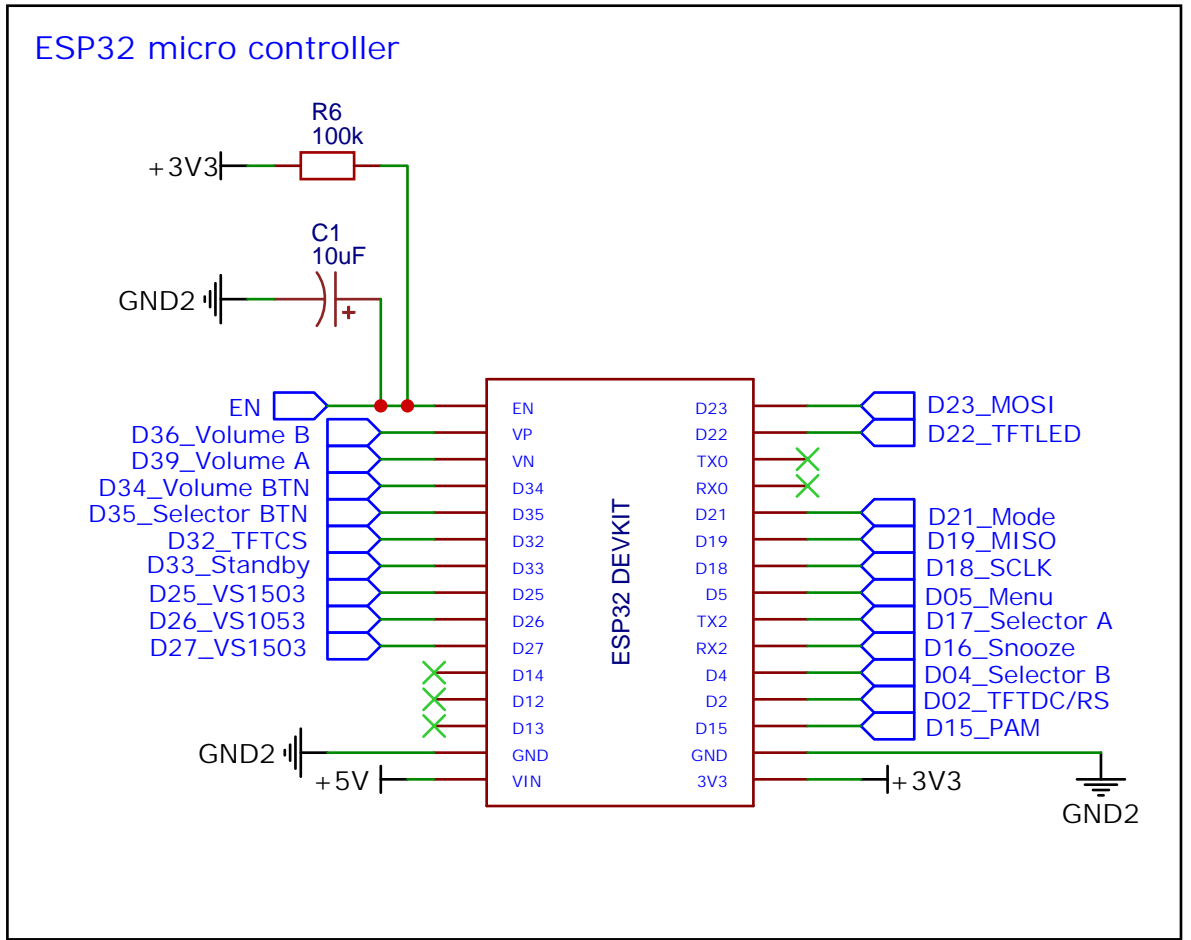 ESP32 micro controller
R6
100k
+3V3
C1
10uF
GND2
+
EN
D36_Volume B
D39_Volume A
D34_Volume BTN
D35_Selector BTN
D32_TFTCS
D33_Standby
D25_VS1503
D26_VS1053
D27_VS1503
GND2
+5V
EN
VP
VN
D34
D35
D32
D33
D25
D26
D27
D14
D12
D13
GND
VIN
ESP32 DEVKIT
D23
D22
TX0
RX0
D21
D19
D18
D5
TX2
RX2
D4
D2
D15
GND
3V3
D23_MOSI
D22_TFTLED
D21_Mode
D19_MISO
D18_SCLK
D05_Menu
D17_Selector A
D16_Snooze
D04_Selector B
D02_TFTDC/RS
D15_PAM
+3V3
GND2